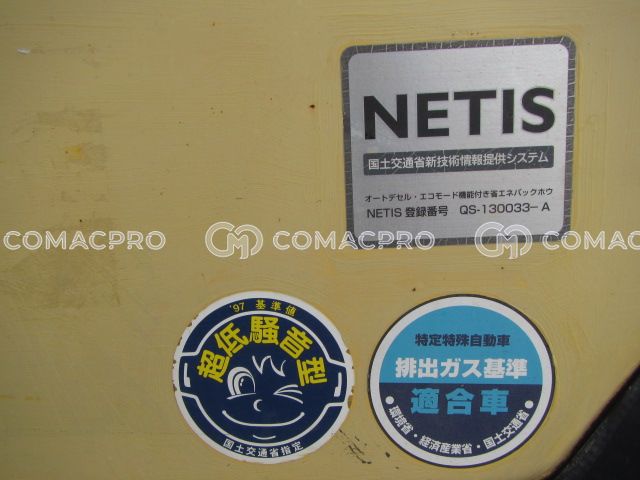 NETIS
国土交通省新技術情報提供システム
オートデセル・エコモード機能付き省エネバックホウ
NETIS 登録番号 QS-130033-A
COMACPRO COMACPRO COMACPRO
'97 基準値
超低騒音型
国土交通省指定
特定特殊自動車
排出ガス基準
適合車
・環境省・経済産業省・国土交通省・